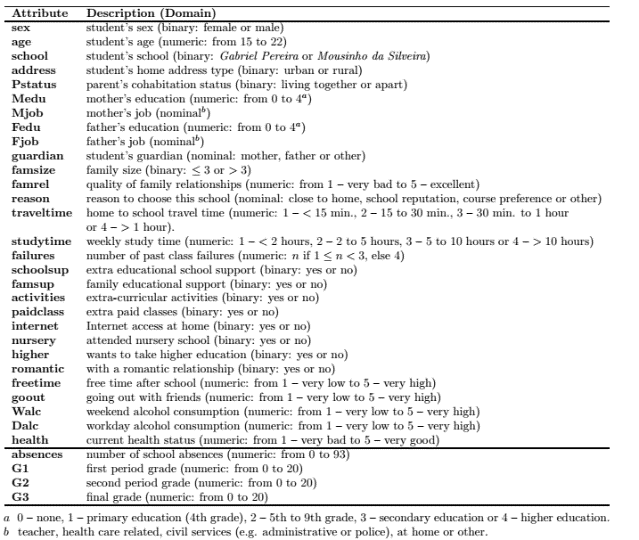 Attribute Description (Domain)
sex student's sex (binary: female or male)
age student's age (numeric: from 15 to 22)
school student's school (binary: Gabriel Pereira or Mousinho da Silveira)
address student's home address type (binary: urban or rural)
Pstatus parent's cohabitation status (binary: living together or apart)
Medu mother's education (numeric: from 0 to 4a)
Mjob mother's job (nominalb)
Fedu father's education (numeric: from 0 to 4a)
Fjob father's job (nominalb)
guardian student's guardian (nominal: mother, father or other)
famsize family size (binary: ≤ 3 or > 3)
famrel quality of family relationships (numeric: from 1 – very bad to 5 – excellent)
reason reason to choose this school (nominal: close to home, school reputation, course preference or other)
traveltime home to school travel time (numeric: 1 – < 15 min., 2 – 15 to 30 min., 3 – 30 min. to 1 hour
or 4 – > 1 hour).
studytime weekly study time (numeric: 1 – < 2 hours, 2 – 2 to 5 hours, 3 – 5 to 10 hours or 4 – > 10 hours)
failures number of past class failures (numeric: n if 1 ≤ n < 3, else 4)
schoolsup extra educational school support (binary: yes or no)
famsup family educational support (binary: yes or no)
activities extra-curricular activities (binary: yes or no)
paidclass extra paid classes (binary: yes or no)
internet Internet access at home (binary: yes or no)
nursery attended nursery school (binary: yes or no)
higher wants to take higher education (binary: yes or no)
romantic with a romantic relationship (binary: yes or no)
freetime free time after school (numeric: from 1 – very low to 5 – very high)
goout going out with friends (numeric: from 1 – very low to 5 – very high)
Walc weekend alcohol consumption (numeric: from 1 – very low to 5 – very high)
Dalc workday alcohol consumption (numeric: from 1 – very low to 5 – very high)
health current health status (numeric: from 1 – very bad to 5 – very good)
absences number of school absences (numeric: from 0 to 93)
G1 first period grade (numeric: from 0 to 20)
G2 second period grade (numeric: from 0 to 20)
G3 final grade (numeric: from 0 to 20)
a 0 – none, 1 – primary education (4th grade), 2 – 5th to 9th grade, 3 – secondary education or 4 – higher education.
b teacher, health care related, civil services (e.g. administrative or police), at home or other.